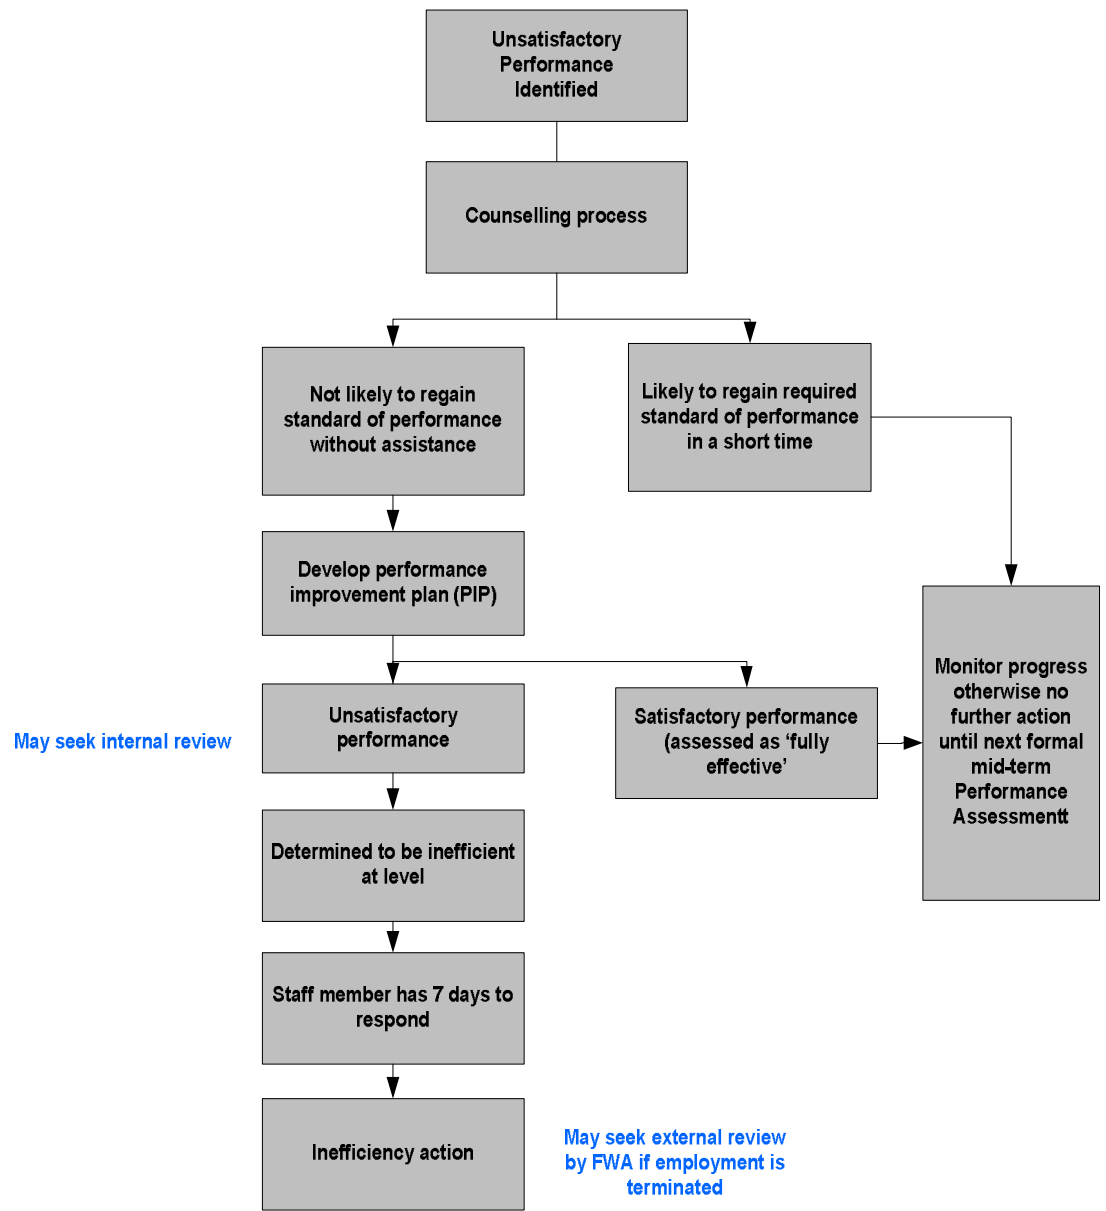 Unsatisfactory
Performance
Identified
Counselling process
Not likely to regain
standard of performance
without assistance
Likely to regain required
standard of performance
in a short time
Develop performance
improvement plan (PIP)
Monitor progress
otherwise no
further action
until next formal
mid-term
Performance
Assessmentt
May seek internal review
Unsatisfactory
performance
Satisfactory performance
(assessed as ‘fully
effective’
Determined to be inefficient
at level
Staff member has 7 days to
respond
Inefficiency action
May seek external review
by FWA if employment is
terminated